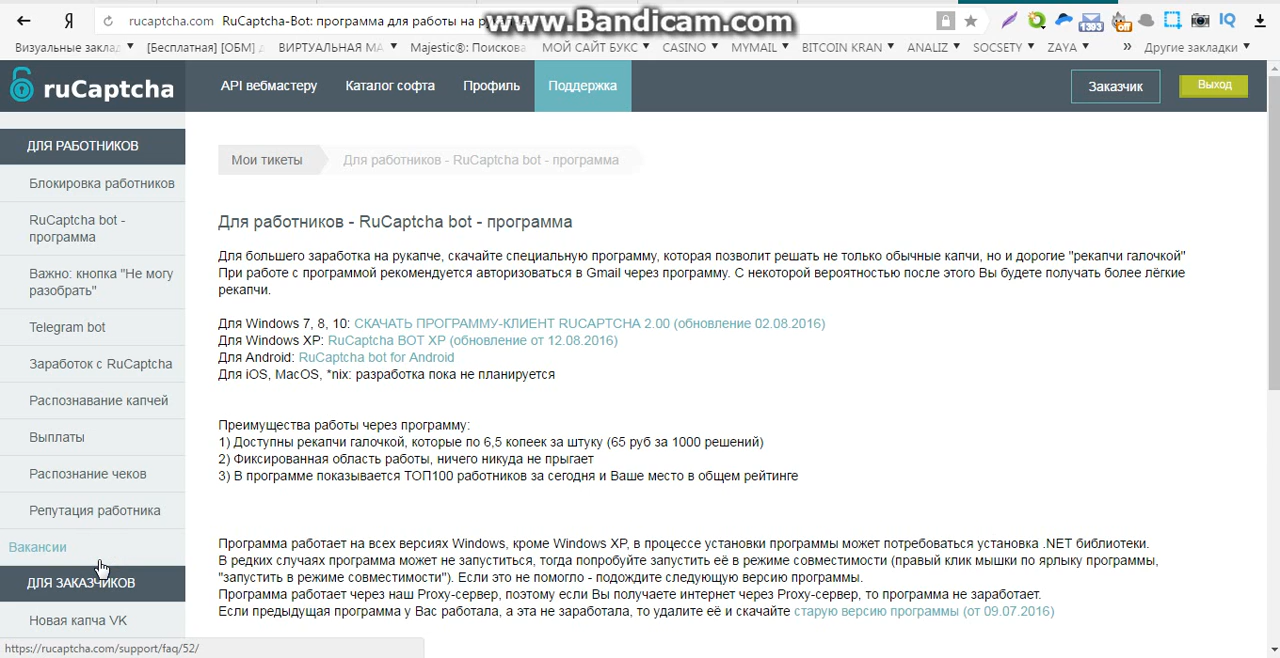 Я
rucaptcha.com RuCaptcha-Bot: программа для работы на
www.Bandicam.com
1393
off
IQ
Визуальные заклад
[Бесплатная] [ОБМ]
ВИРТУАЛЬНАЯ МА
Majestic®: Поискова
МОЙ САЙТ БУКС
CASINO
MYMAIL
BITCOIN KRAN
ANALIZ
SOCSETY
ZAYA
»
Другие закладки
ruCaptcha
API вебмастеру
Каталог софта
Профиль
Поддержка
Заказчик
Выход
ДЛЯ РАБОТНИКОВ
Блокировка работников
RuCaptcha bot -
программа
Важно: кнопка "Не могу
разобрать"
Telegram bot
Заработок с RuCaptcha
Распознавание капчей
Выплаты
Распознание чеков
Репутация работника
Вакансии
ДЛЯ ЗАКАЗЧИКОВ
Новая капча VK
Мои тикеты
Для работников - RuCaptcha bot - программа
Для работников - RuCaptcha bot - программа
Для большего заработка на рукапче, скачайте специальную программу, которая позволит решать не только обычные капчи, но и дорогие "рекапчи галочкой"
При работе с программой рекомендуется авторизоваться в Gmail через программу. С некоторой вероятностью после этого Вы будете получать более лёгкие
рекапчи.
Для Windows 7, 8, 10: СКАЧАТЬ ПРОГРАММУ-КЛИЕНТ RUCAPTCHA 2.00 (обновление 02.08.2016)
Для Windows XP: RuCaptcha BOT XP (обновление от 12.08.2016)
Для Android: RuCaptcha bot for Android
Для iOS, MacOS, *nix: разработка пока не планируется
Преимущества работы через программу:
1) Доступны рекапчи галочкой, которые по 6,5 копеек за штуку (65 руб за 1000 решений)
2) Фиксированная область работы, ничего никуда не прыгает
3) В программе показывается ТОП100 работников за сегодня и Ваше место в общем рейтинге
Программа работает на всех версиях Windows, кроме Windows XP, в процессе установки программы может потребоваться установка .NET библиотеки.
В редких случаях программа может не запуститься, тогда попробуйте запустить её в режиме совместимости (правый клик мышки по ярлыку программы,
"запустить в режиме совместимости"). Если это не помогло - подождите следующую версию программы.
Программа работает через наш Proxy-сервер, поэтому если Вы получаете интернет через Proxy-сервер, то программа не заработает.
Если предыдущая программа у Вас работала, а эта не заработала, то удалите её и скачайте старую версию программы (от 09.07.2016)
https://rucaptcha.com/support/faq/52/